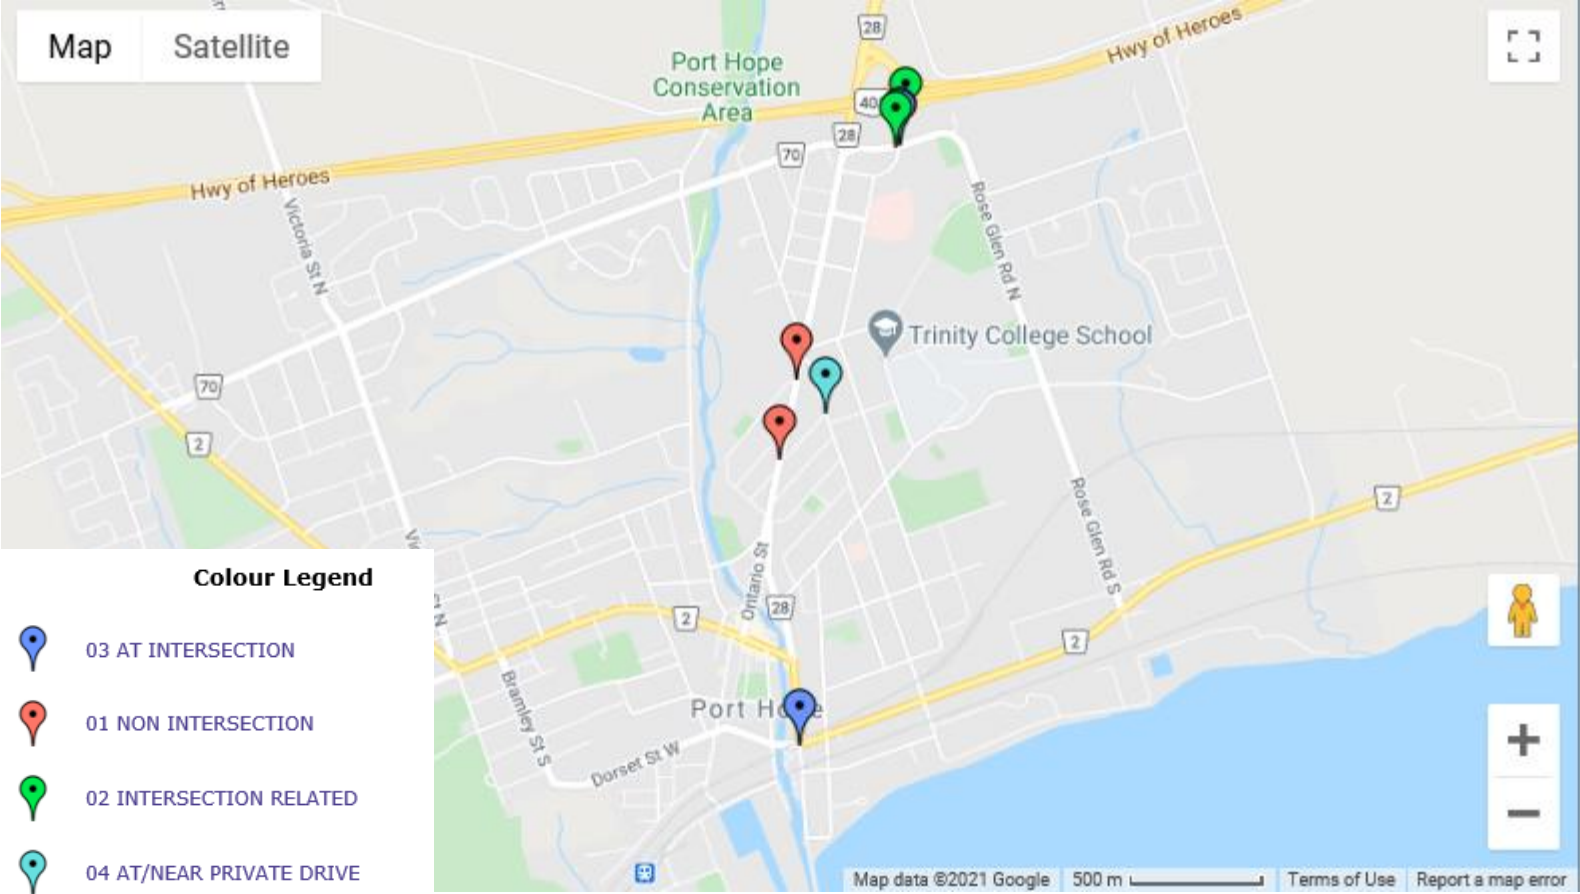 Map
Satellite
28
Hwy of Heroes
Port Hope
Conservation
Area
40
28
70
Hwy of Heroes
Victoria St N
Rose Glen Rd N
Trinity College School
70
2
2
Rose Glen Rd S
Ontario St
28
2
2
St N
Bramley St S
Port Ho
Dorset St W
Colour Legend
03 AT INTERSECTION
01 NON INTERSECTION
02 INTERSECTION RELATED
04 AT/NEAR PRIVATE DRIVE
Map data ©2021 Google
500 m
Terms of Use
Report a map error